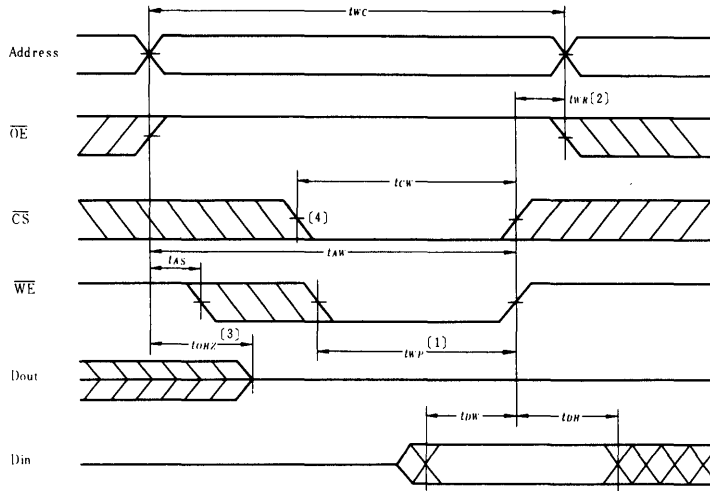 tWC
Address
tWR(2)
OE
tCW
CS
(4)
tAW
tAS
WE
tOHZ(3)
tWP(1)
Dout
tDW
tDH
Din